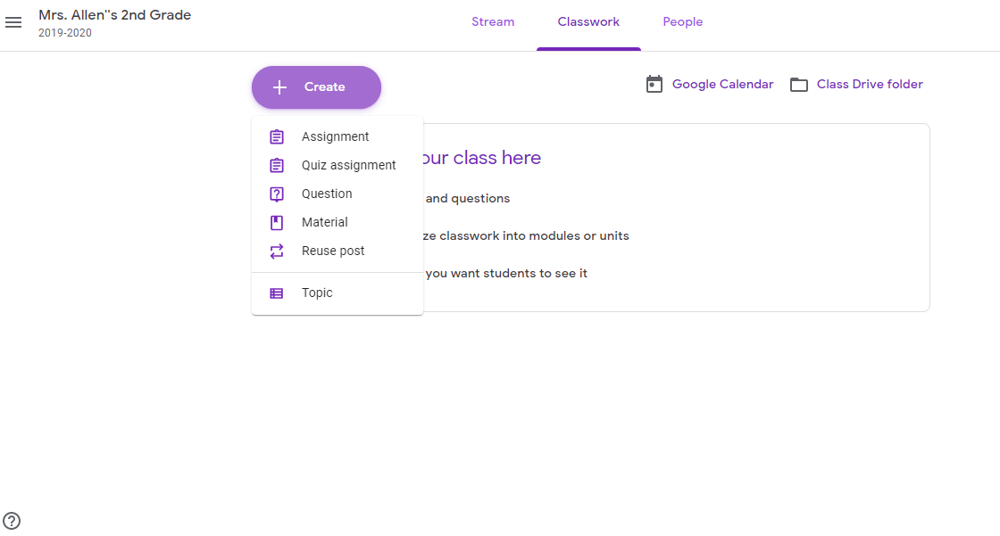 Mrs. Allen''s 2nd Grade
2019-2020
Stream
Classwork
People
Create
Google Calendar
Class Drive folder
Assignment
Quiz assignment
Question
Material
Reuse post
Topic
our class here
and questions
ze classwork into modules or units
you want students to see it